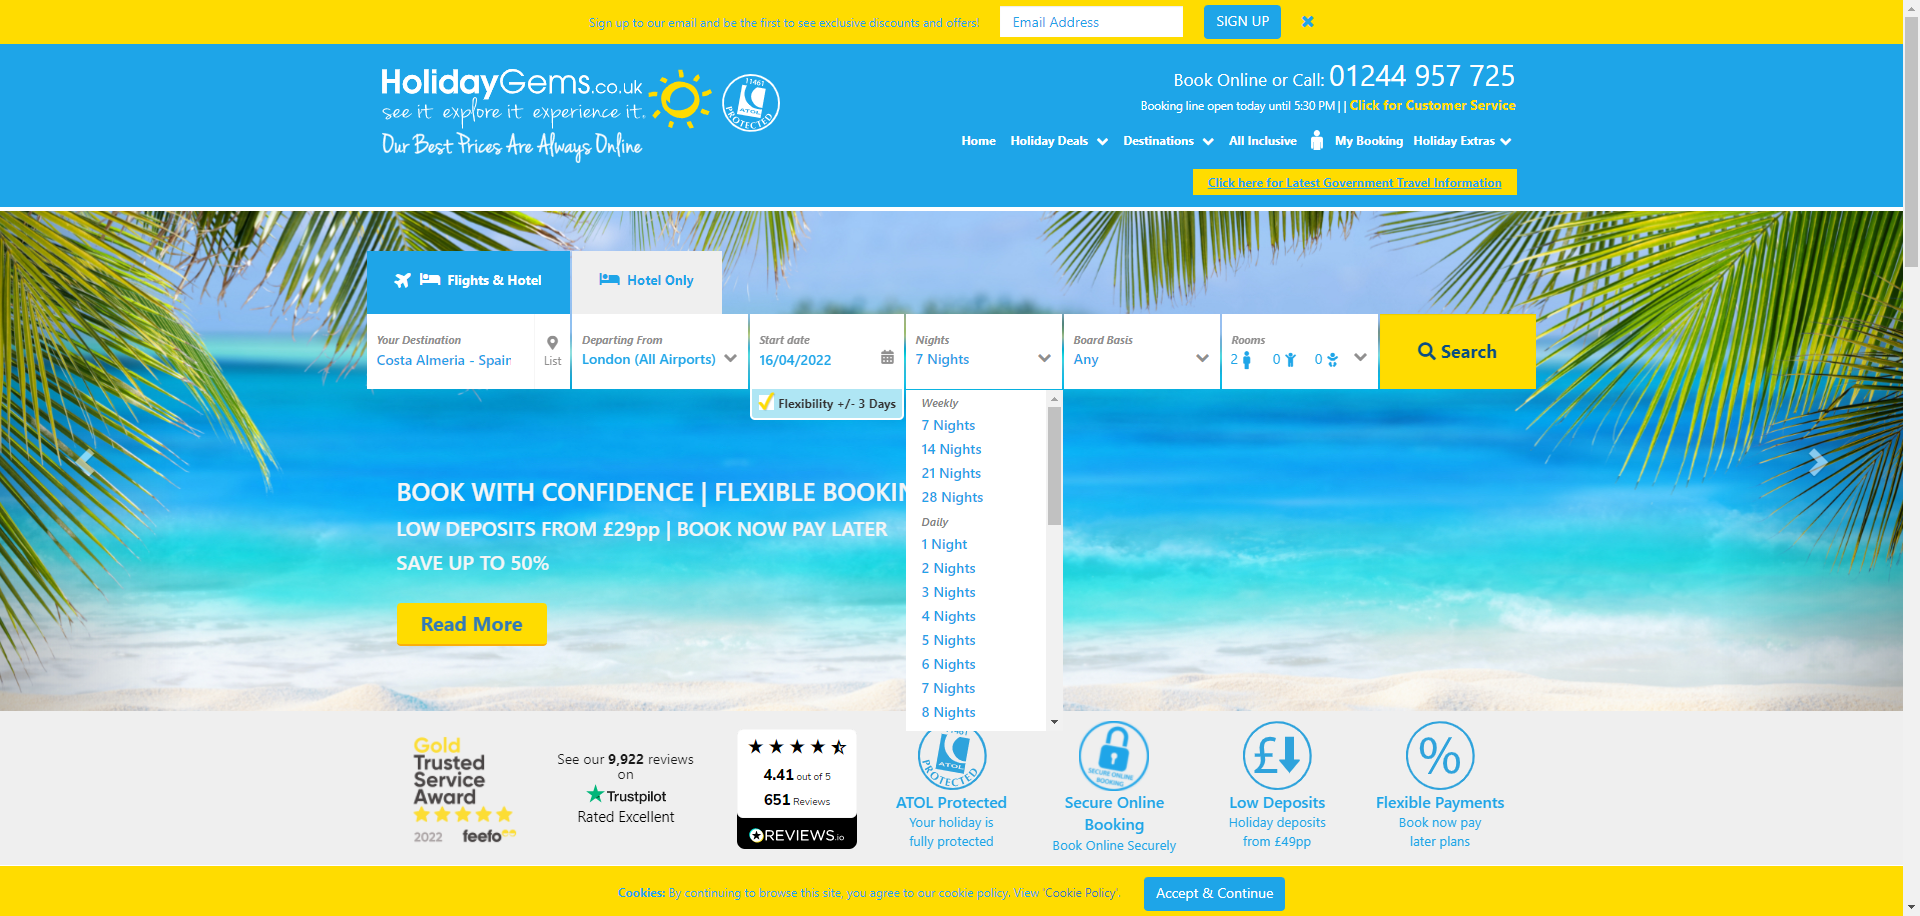 Sign up to our email and be the first to see exclusive discounts and offers!
Email Address
SIGN UP
HolidayGems.co.uk
see it explore it experience it.
Our Best Prices Are Always Online
11461
ATOL
PROTECTED
Book Online or Call: 01244 957 725
Booking line open today until 5:30 PM | | Click for Customer Service
Home
Holiday Deals
Destinations
All Inclusive
My Booking
Holiday Extras
Click here for Latest Government Travel Information
Flights & Hotel
Hotel Only
Your Destination
Costa Almeria - Spain
List
Departing From
London (All Airports)
Start date
16/04/2022
Nights
7 Nights
Board Basis
Any
Rooms
2 0 0
Search
Flexibility +/- 3 Days
Weekly
7 Nights
14 Nights
21 Nights
28 Nights
Daily
1 Night
2 Nights
3 Nights
4 Nights
5 Nights
6 Nights
7 Nights
8 Nights
BOOK WITH CONFIDENCE | FLEXIBLE BOOKIN
LOW DEPOSITS FROM £29pp | BOOK NOW PAY LATER
SAVE UP TO 50%
Read More
Gold
Trusted
Service
Award
2022 feefo
See our 9,922 reviews
on
Trustpilot
Rated Excellent
4.41 out of 5
651 Reviews
REVIEWS.io
11461
ATOL
PROTECTED
ATOL Protected
Your holiday is
fully protected
SECURE ONLINE
BOOKING
Secure Online
Booking
Book Online Securely
£
Low Deposits
Holiday deposits
from £49pp
%
Flexible Payments
Book now pay
later plans
Cookies: By continuing to browse this site, you agree to our cookie policy. View 'Cookie Policy'.
Accept & Continue